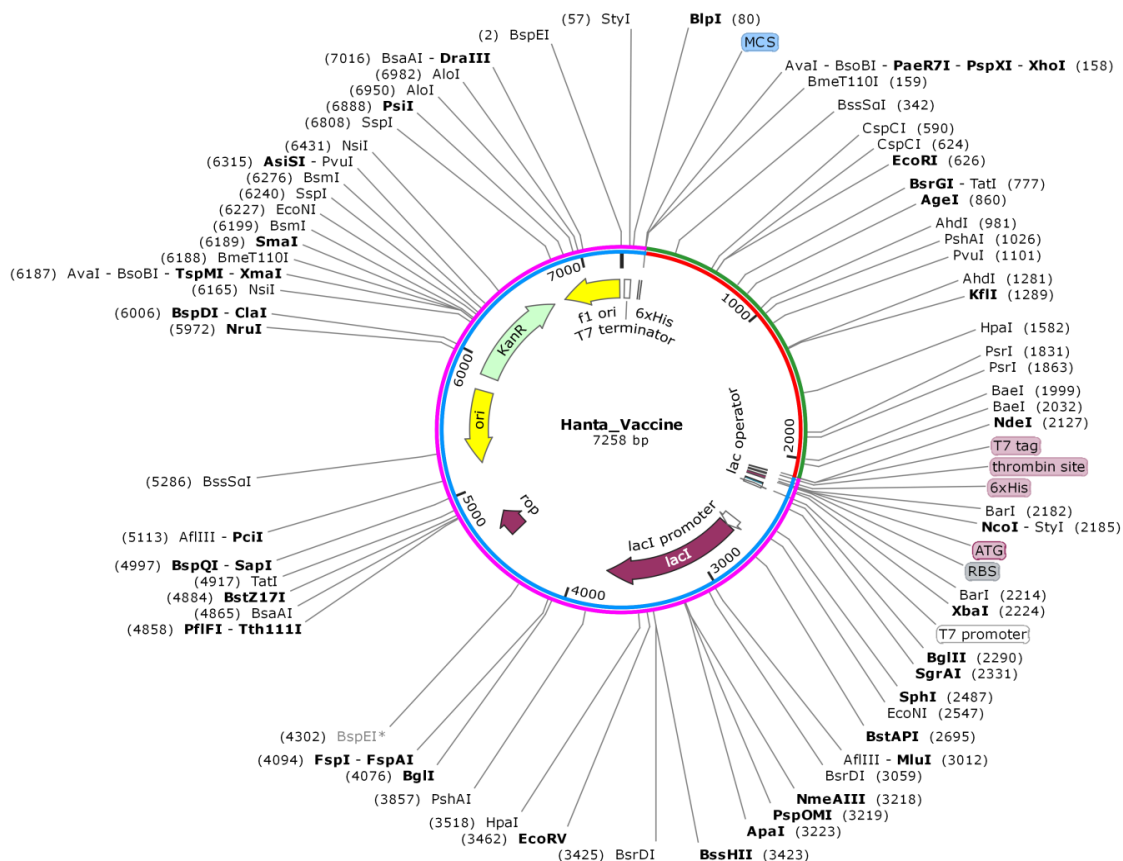 (57) StyI
(2) BspEI
(7016) BsaAI - DraIII
(6982) AloI
(6950) AloI
(6888) PsiI
(6808) SspI
(6431) NsiI
(6315) AsiSI - PvuI
(6276) BsmI
(6240) SspI
(6227) EcoNI
(6199) BsmI
(6189) SmaI
(6188) BmeT110I
(6187) AvaI - BsoBI - TspMI - XmaI
(6165) NsiI
(6006) BspDI - ClaI
(5972) NruI
(5286) BssSαI
(5113) AflIII - PciI
(4997) BspQI - SapI
(4917) TatI
(4884) BstZ17I
(4865) BsaAI
(4858) PflFI - Tth111I
(4302) BspEI*
(4094) FspI - FspAI
(4076) BglI
(3857) PshAI
(3518) HpaI
(3462) EcoRV
(3425) BsrDI
BlpI (80)
MCS
AvaI - BsoBI - PaeR7I - PspXI - XhoI (158)
BmeT110I (159)
BssSαI (342)
CspCI (590)
CspCI (624)
EcoRI (626)
BsrGI - TatI (777)
AgeI (860)
AhdI (981)
PshAI (1026)
PvuI (1101)
AhdI (1281)
KflI (1289)
HpaI (1582)
PsrI (1831)
PsrI (1863)
BaeI (1999)
BaeI (2032)
NdeI (2127)
T7 tag
thrombin site
6xHis
BarI (2182)
NcoI - StyI (2185)
ATG
RBS
BarI (2214)
XbaI (2224)
T7 promoter
BglII (2290)
SgrAI (2331)
SphI (2487)
EcoNI (2547)
BstAPI (2695)
AflIII - MluI (3012)
BsrDI (3059)
NmeAIII (3218)
PspOMI (3219)
ApaI (3223)
BssHII (3423)
7000
1000
2000
3000
4000
5000
6000
f1 ori
T7 terminator
6xHis
KanR
ori
rop
lacI promoter
lacI
lac operator
Hanta_Vaccine
7258 bp